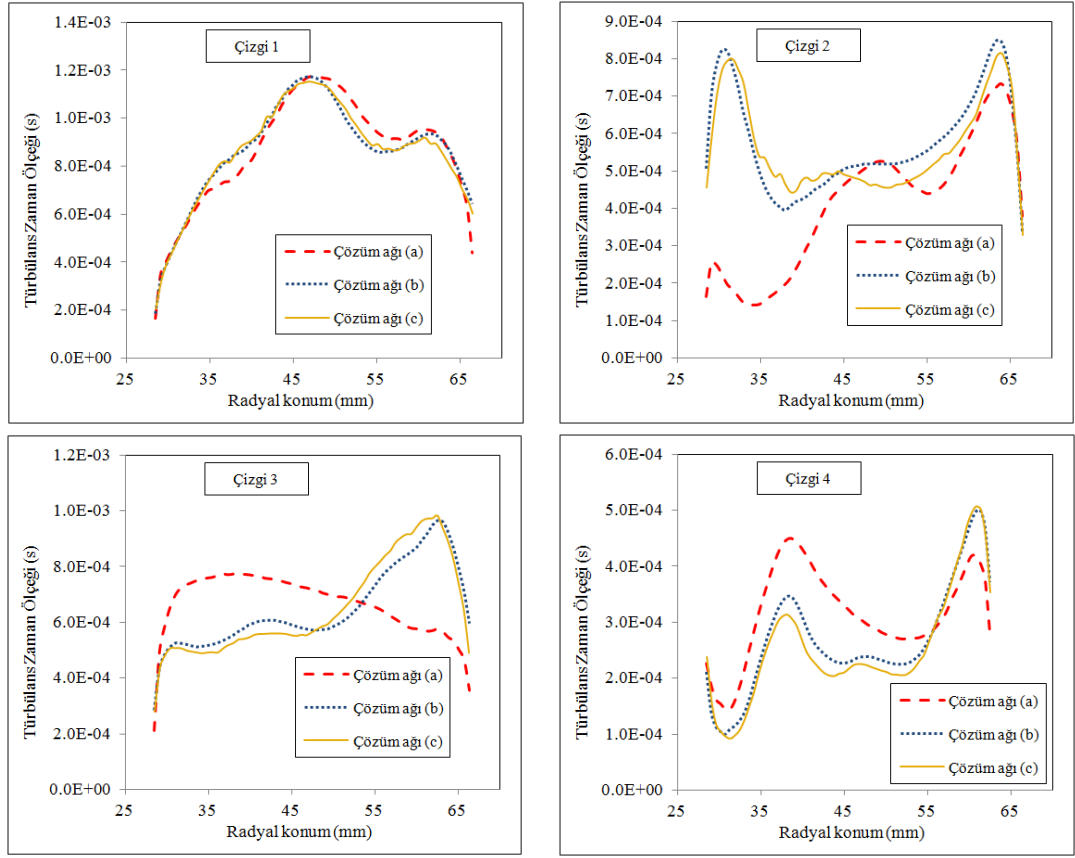 Çizgi 1
Türbülans Zaman Ölçeği (s)
1.4E-03
1.2E-03
1.0E-03
8.0E-04
6.0E-04
4.0E-04
2.0E-04
0.0E+00
Çözüm ağı (a)
Çözüm ağı (b)
Çözüm ağı (c)
25 35 45 55 65
Radyal konum (mm)
Çizgi 2
Türbülans Zaman Ölçeği (s)
9.0E-04
8.0E-04
7.0E-04
6.0E-04
5.0E-04
4.0E-04
3.0E-04
2.0E-04
1.0E-04
0.0E+00
Çözüm ağı (a)
Çözüm ağı (b)
Çözüm ağı (c)
25 35 45 55 65
Radyal konum (mm)
Çizgi 3
Türbülans Zaman Ölçeği (s)
1.2E-03
1.0E-03
8.0E-04
6.0E-04
4.0E-04
2.0E-04
0.0E+00
Çözüm ağı (a)
Çözüm ağı (b)
Çözüm ağı (c)
25 35 45 55 65
Radyal konum (mm)
Çizgi 4
Türbülans Zaman Ölçeği (s)
6.0E-04
5.0E-04
4.0E-04
3.0E-04
2.0E-04
1.0E-04
0.0E+00
Çözüm ağı (a)
Çözüm ağı (b)
Çözüm ağı (c)
25 35 45 55 65
Radyal konum (mm)